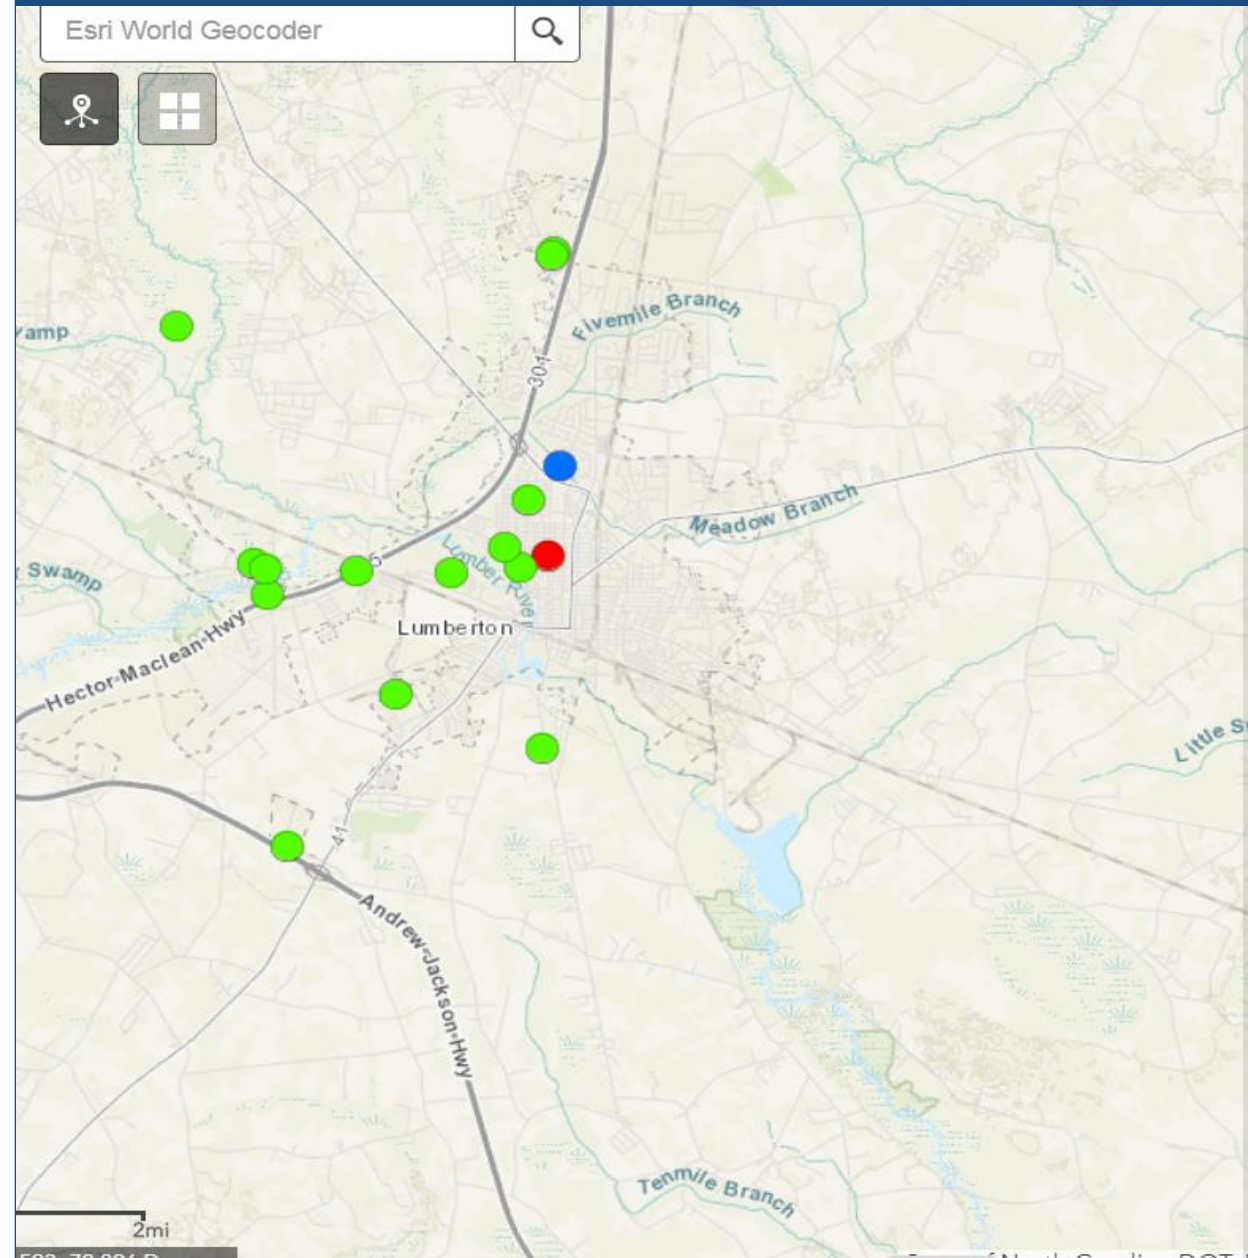 Esri World Geocoder
Fivemile Branch
301
Meadow Branch
Swamp
Lumber River
Lumberton
Hector-Maclean-Hwy
41
Andrew-Jackson-Hwy
Tenmile Branch
Little
2mi